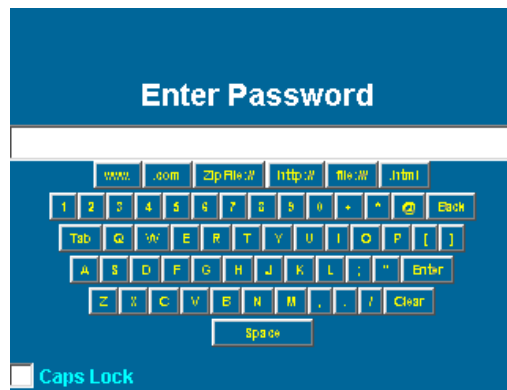 Enter Password
www. .com ZipFile:// http:// file:// .html
1 2 3 4 5 6 7 8 9 0 + * @ Back
Tab Q W E R T Y U I O P [ ]
A S D F G H J K L ; " Enter
Z X C V B N M , . / Clear
Space
Caps Lock